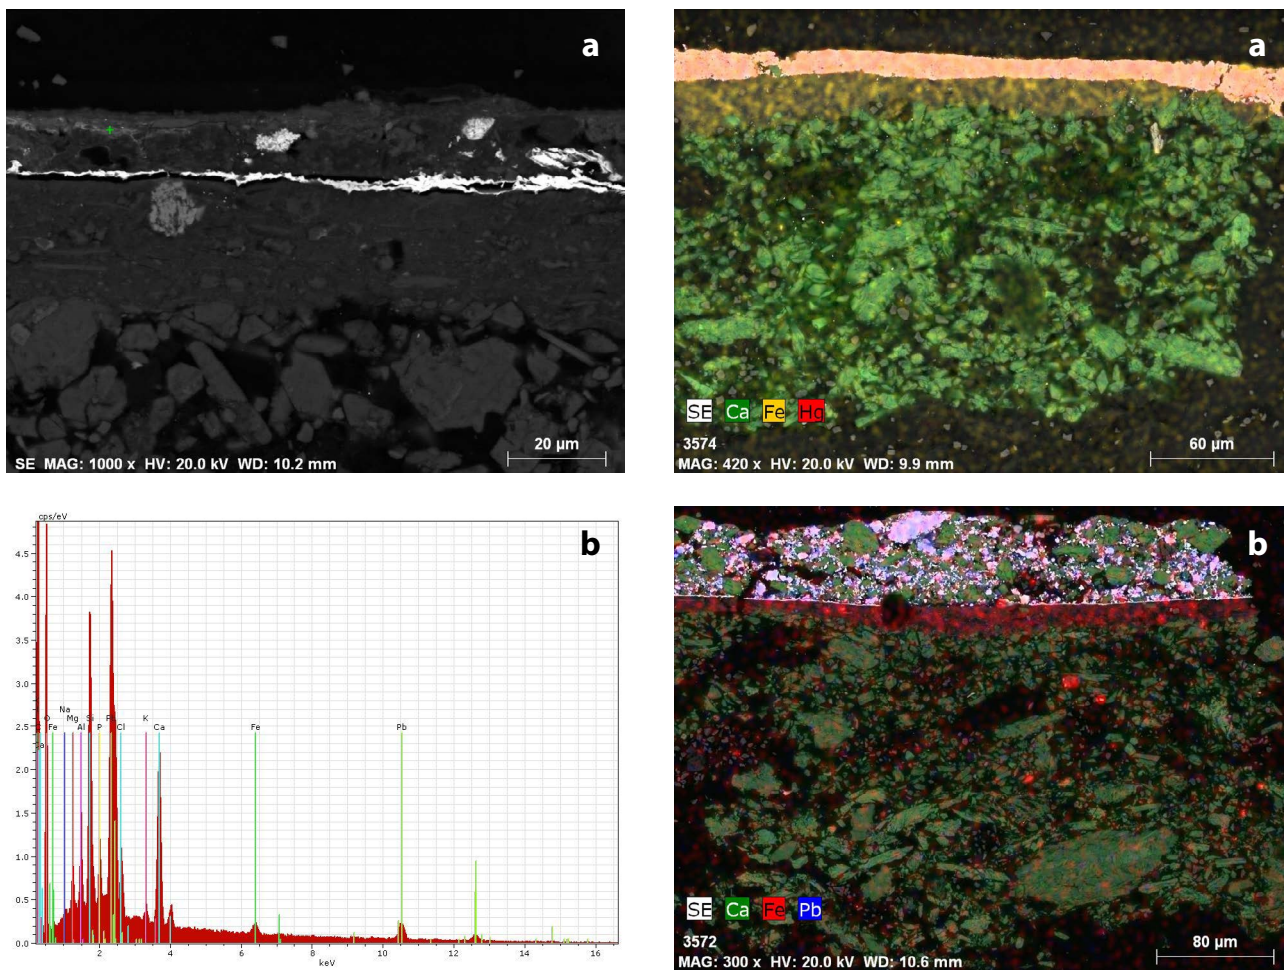 a
20 µm
SE MAG: 1000 x HV: 20.0 kV WD: 10.2 mm
a
SE Ca Fe Hg
3574
60 µm
MAG: 420 x HV: 20.0 kV WD: 9.9 mm
b
cps/eV
4.5
4.0
3.5
3.0
2.5
2.0
1.5
1.0
0.5
0.0
Na
O Mg Si P K
Fe Al P Cl Ca Fe Pb
2 4 6 8 10 12 14 16
keV
b
SE Ca Fe Pb
3572
80 µm
MAG: 300 x HV: 20.0 kV WD: 10.6 mm